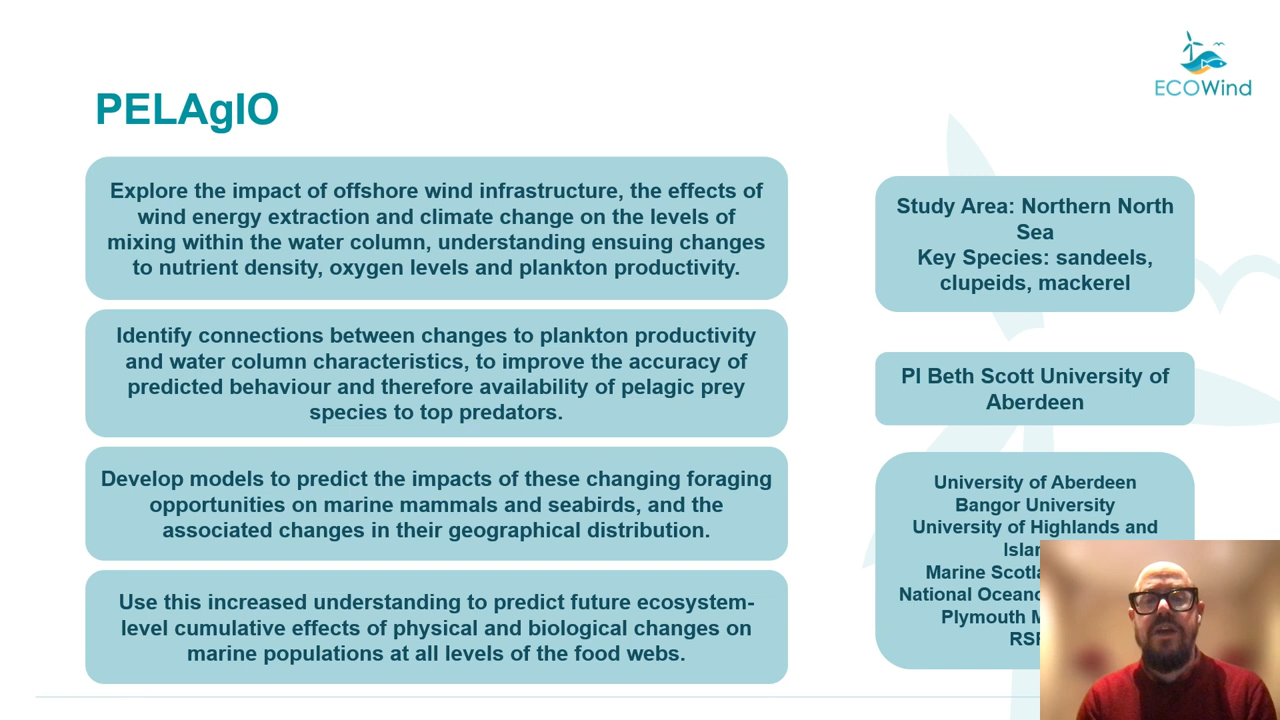 ECOWind
PELAgIO
Explore the impact of offshore wind infrastructure, the effects of
wind energy extraction and climate change on the levels of
mixing within the water column, understanding ensuing changes
to nutrient density, oxygen levels and plankton productivity.
Identify connections between changes to plankton productivity
and water column characteristics, to improve the accuracy of
predicted behaviour and therefore availability of pelagic prey
species to top predators.
Develop models to predict the impacts of these changing foraging
opportunities on marine mammals and seabirds, and the
associated changes in their geographical distribution.
Use this increased understanding to predict future ecosystem-
level cumulative effects of physical and biological changes on
marine populations at all levels of the food webs.
Study Area: Northern North
Sea
Key Species: sandeels,
clupeids, mackerel
PI Beth Scott University of
Aberdeen
University of Aberdeen
Bangor University
University of Highlands and
Marine
National
Plymouth